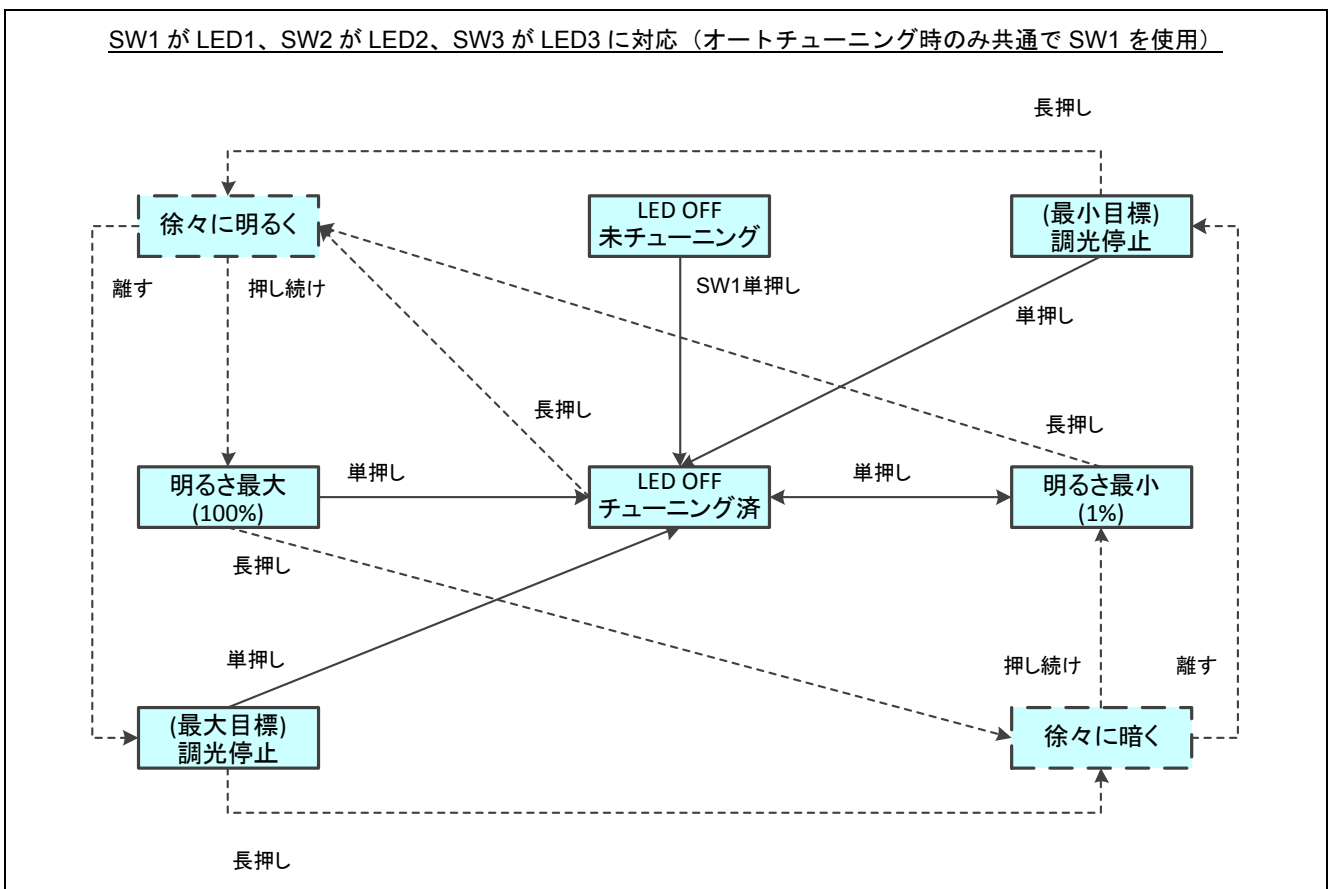 SW1 が LED1、SW2 が LED2、SW3 が LED3 に対応（オートチューニング時のみ共通で SW1 を使用）
長押し
徐々に明るく
LED OFF
未チューニング
(最小目標)
調光停止
離す
押し続け
SW1単押し
単押し
長押し
長押し
明るさ最大
(100%)
単押し
LED OFF
チューニング済
単押し
明るさ最小
(1%)
長押し
単押し
押し続け
離す
(最大目標)
調光停止
徐々に暗く
長押し